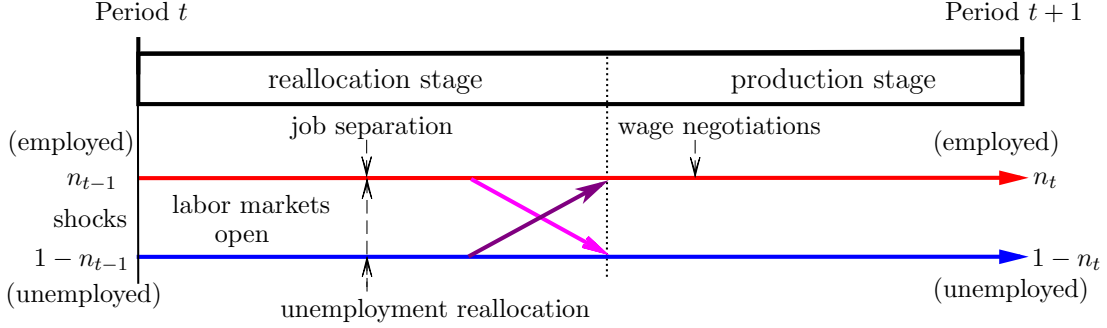 Period t
Period t + 1
reallocation stage
production stage
job separation
wage negotiations
(employed)
(employed)
n_{t−1}
n_t
labor markets
open
shocks
1 − n_{t−1}
1 − n_t
(unemployed)
(unemployed)
unemployment reallocation